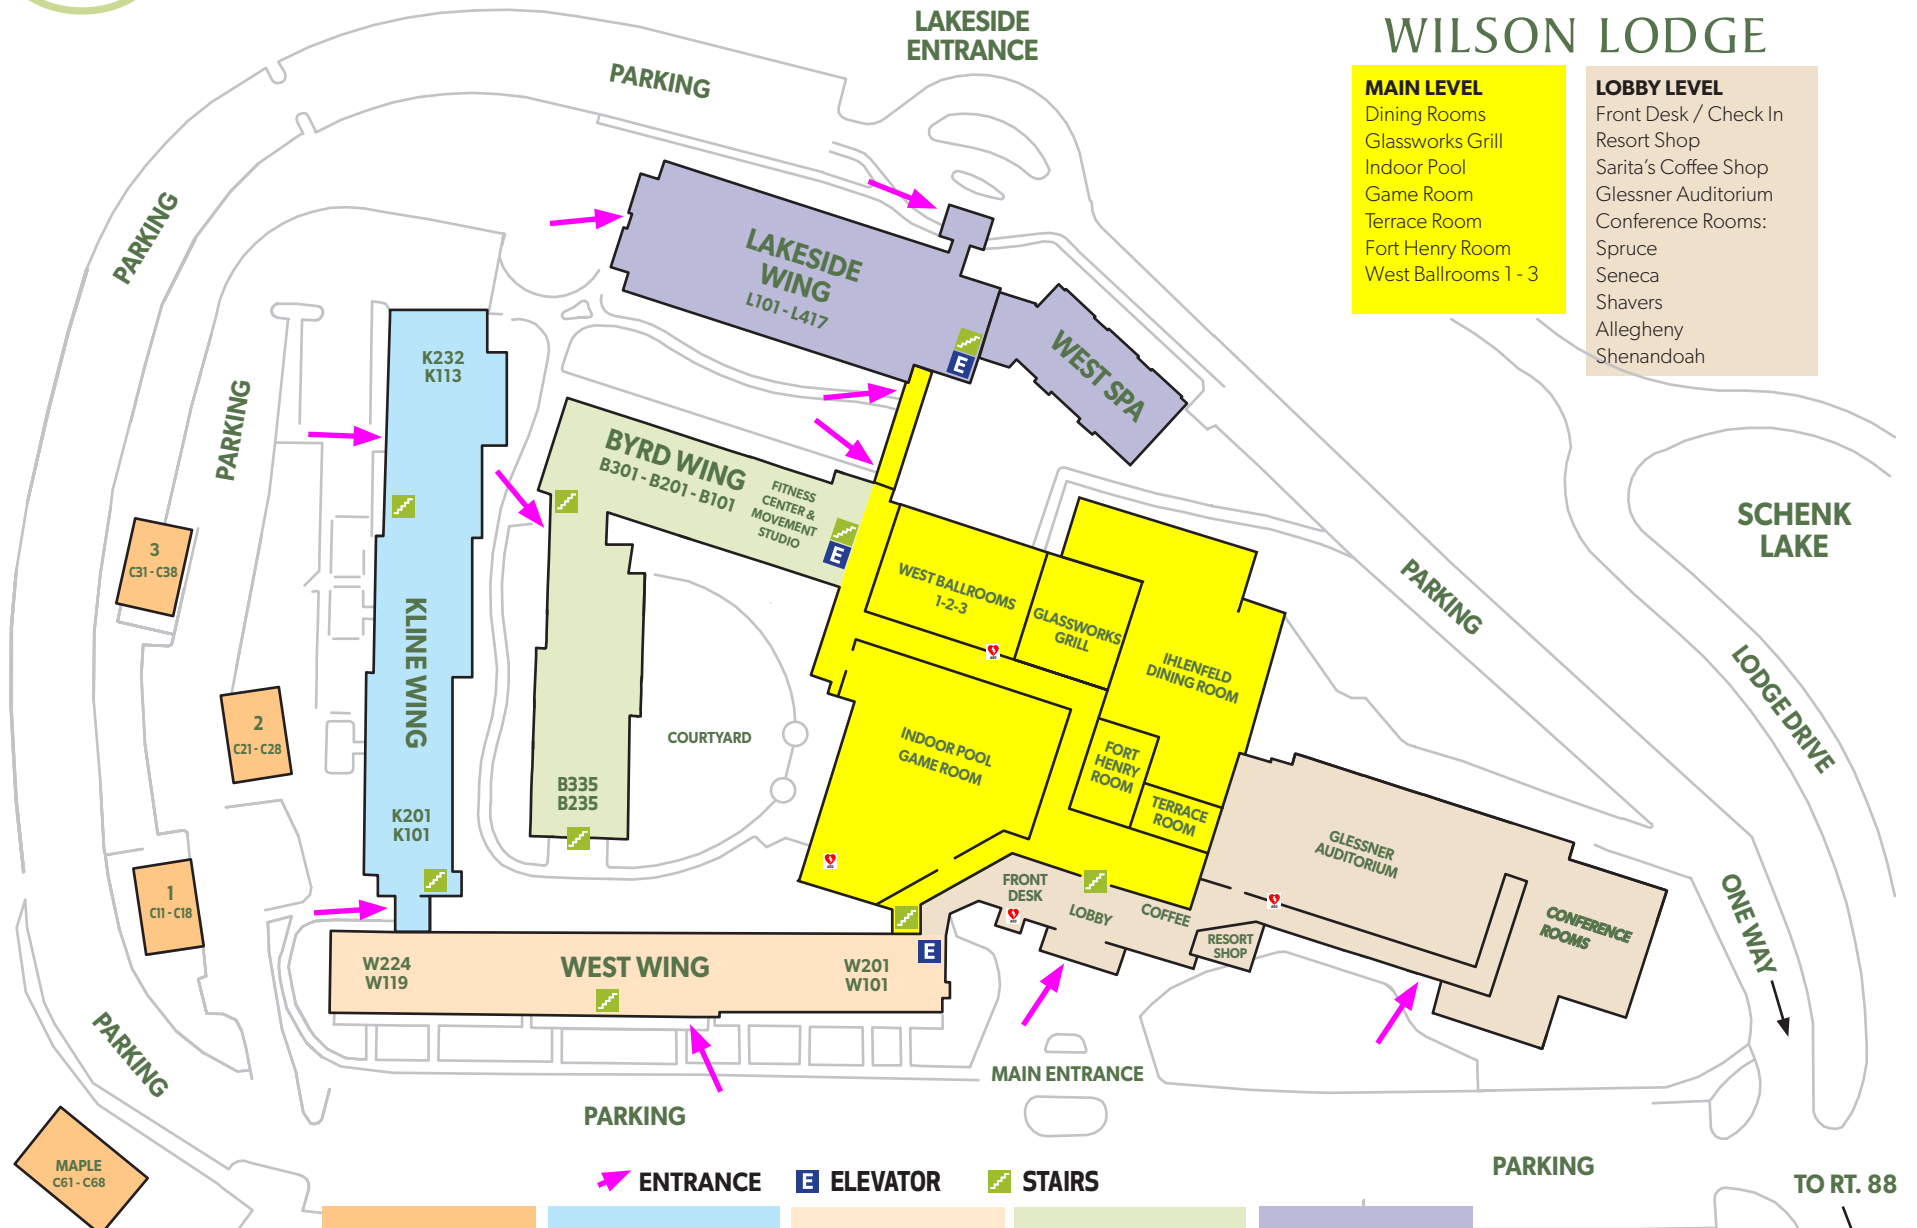 LAKESIDE
ENTRANCE
WILSON LODGE
MAIN LEVEL
Dining Rooms
Glassworks Grill
Indoor Pool
Game Room
Terrace Room
Fort Henry Room
West Ballrooms 1 - 3
LOBBY LEVEL
Front Desk / Check In
Resort Shop
Sarita's Coffee Shop
Glessner Auditorium
Conference Rooms:
Spruce
Seneca
Shavers
Allegheny
Shenandoah
PARKING
PARKING
PARKING
LAKESIDE
WING
L101 - L417
E
WEST SPA
K232
K113
KLINE WING
K201
K101
BYRD WING
B301 - B201 - B101
FITNESS
CENTER &
MOVEMENT
STUDIO
E
B335
B235
COURTYARD
WEST BALLROOMS
1-2-3
GLASSWORKS
GRILL
IHLENFELD
DINING ROOM
INDOOR POOL
GAME ROOM
FORT
HENRY
ROOM
TERRACE
ROOM
SCHENK
LAKE
PARKING
LODGE DRIVE
ONE WAY
GLESSNER
AUDITORIUM
CONFERENCE
ROOMS
FRONT
DESK
LOBBY
COFFEE
RESORT
SHOP
3
C31 - C38
2
C21 - C28
1
C11 - C18
W224
W119
WEST WING
W201
W101
E
MAIN ENTRANCE
PARKING
PARKING
PARKING
MAPLE
C61 - C68
ENTRANCE
E ELEVATOR
STAIRS
TO RT. 88